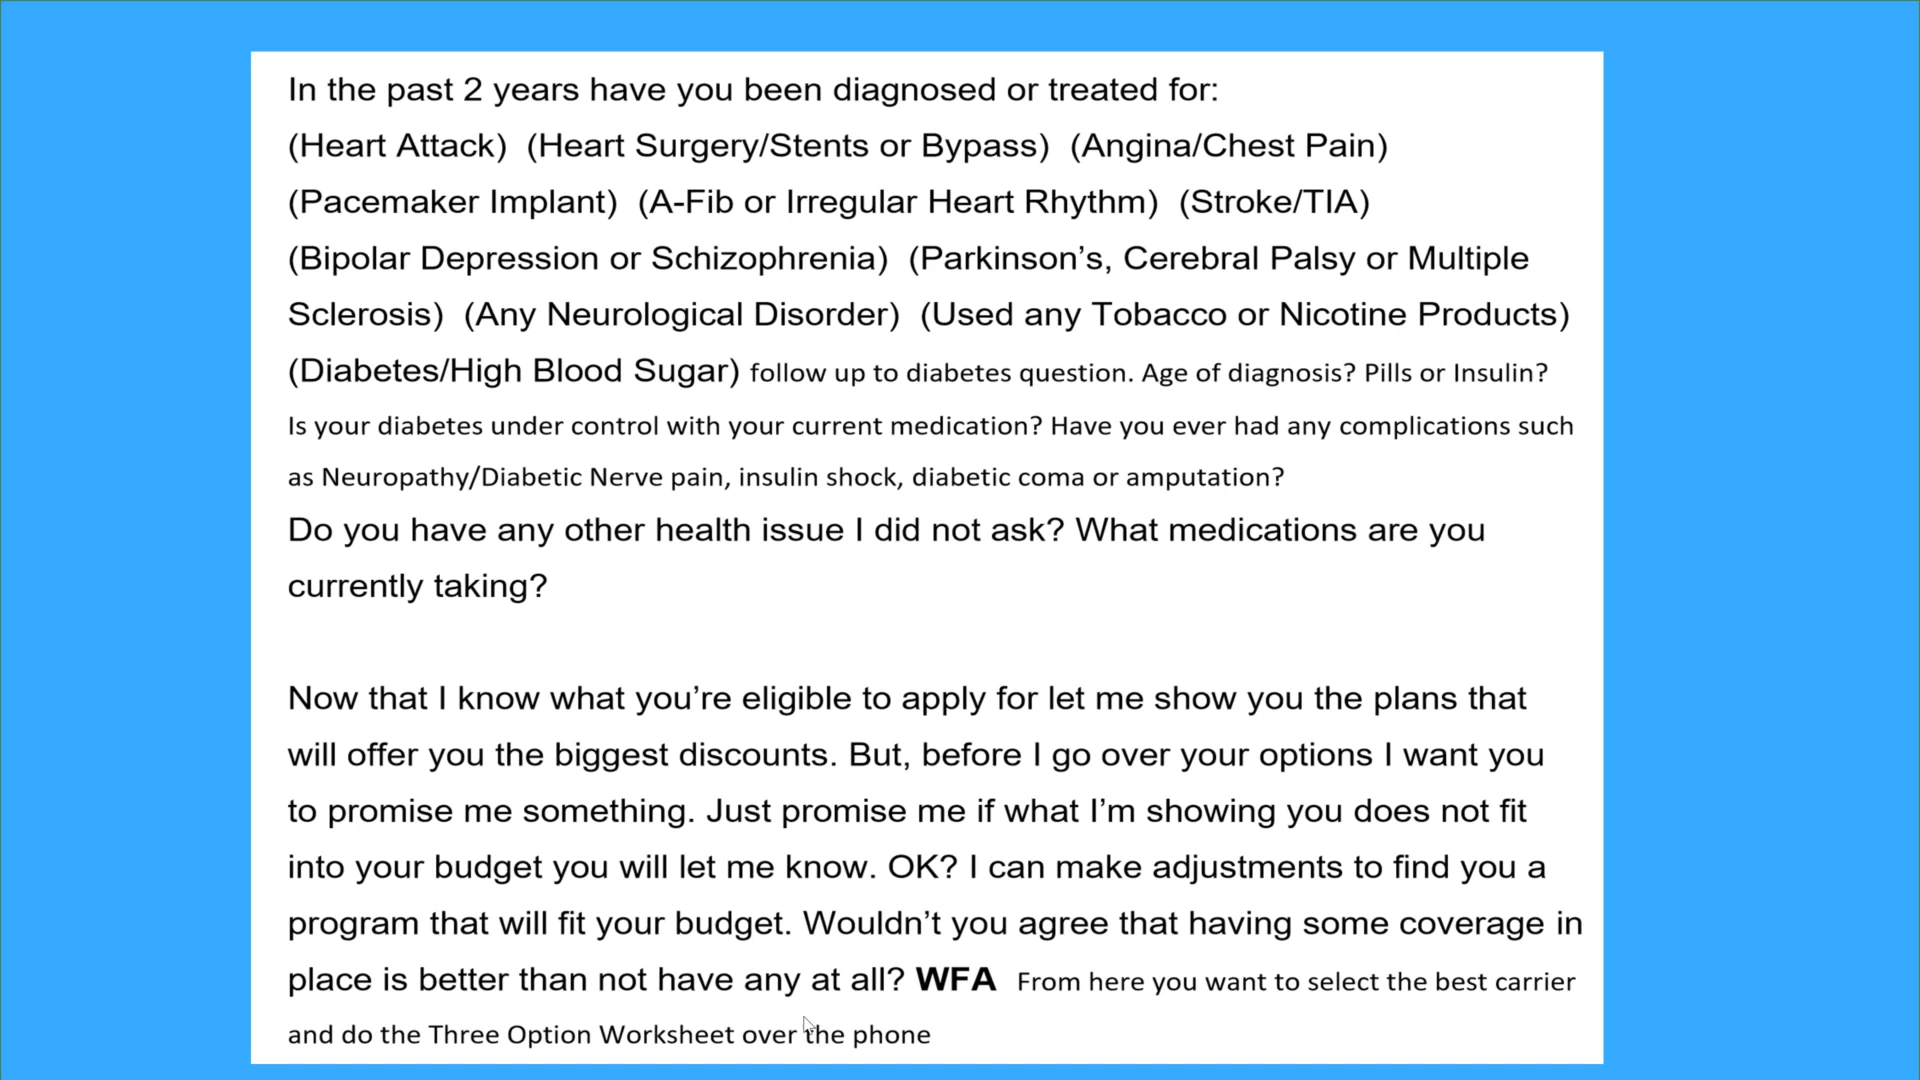 In the past 2 years have you been diagnosed or treated for:
(Heart Attack)  (Heart Surgery/Stents or Bypass)  (Angina/Chest Pain)
(Pacemaker Implant)  (A-Fib or Irregular Heart Rhythm)  (Stroke/TIA)
(Bipolar Depression or Schizophrenia)  (Parkinson’s, Cerebral Palsy or Multiple
Sclerosis)  (Any Neurological Disorder)  (Used any Tobacco or Nicotine Products)
(Diabetes/High Blood Sugar) follow up to diabetes question. Age of diagnosis? Pills or Insulin?
Is your diabetes under control with your current medication? Have you ever had any complications such
as Neuropathy/Diabetic Nerve pain, insulin shock, diabetic coma or amputation?
Do you have any other health issue I did not ask? What medications are you
currently taking?
Now that I know what you’re eligible to apply for let me show you the plans that
will offer you the biggest discounts. But, before I go over your options I want you
to promise me something. Just promise me if what I’m showing you does not fit
into your budget you will let me know. OK? I can make adjustments to find you a
program that will fit your budget. Wouldn’t you agree that having some coverage in
place is better than not have any at all? WFA  From here you want to select the best carrier
and do the Three Option Worksheet over the phone